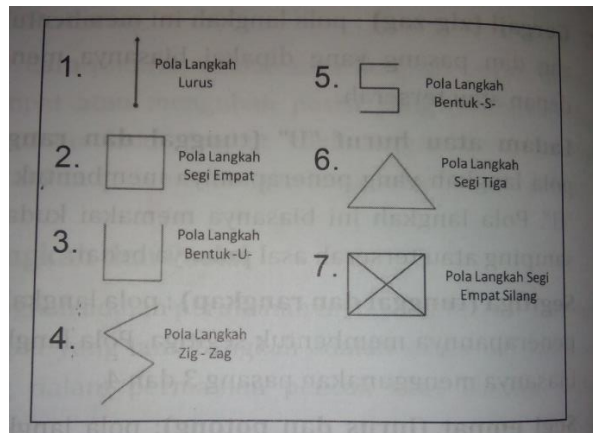 1. Pola Langkah
Lurus
2. Pola Langkah
Segi Empat
3. Pola Langkah
Bentuk-U-
4. Pola Langkah
Zig - Zag
5. Pola Langkah
Bentuk -S-
6. Pola Langkah
Segi Tiga
7. Pola Langkah Segi
Empat Silang